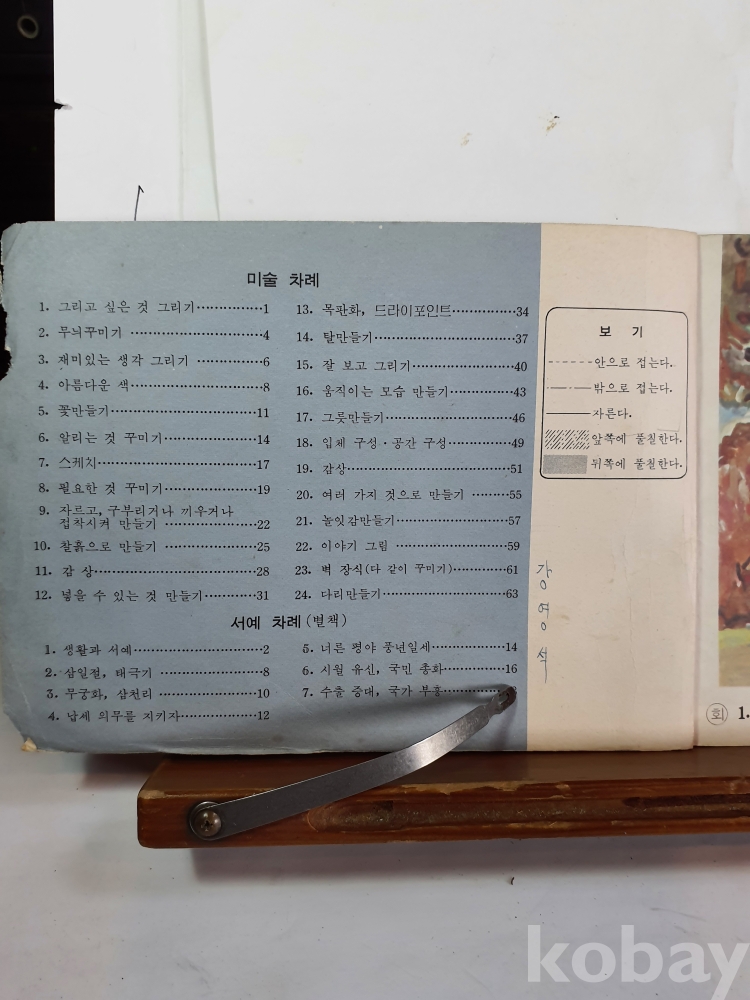 미술 차례
1. 그리고 싶은 것 그리기……………1
2. 무늬꾸미기 ……………4
3. 재미있는 생각 그리기 ……………6
4. 아름다운 색……………8
5. 꽃만들기……………11
6. 알리는 것 꾸미기……………14
7. 스케치……………17
8. 필요한 것 꾸미기……………19
9. 자르고, 구부리거나 끼우거나
접착시켜 만들기 ……………22
10. 찰흙으로 만들기 ……………25
11. 감 상……………28
12. 넣을 수 있는 것 만들기……………31
13. 목판화, 드라이포인트……………34
14. 탈만들기……………37
15. 잘 보고 그리기……………40
16. 움직이는 모습 만들기……………43
17. 그릇만들기……………46
18. 입체 구성·공간 구성……………49
19. 감상……………51
20. 여러 가지 것으로 만들기 ………55
21. 놀잇감만들기……………57
22. 이야기 그림 ……………59
23. 벽 장식(다 같이 꾸미기)……………61
24. 다리만들기……………63
서예 차례(별책)
1. 생활과 서예……………2
2. 삼일절, 태극기 ……………8
3. 무궁화, 삼천리 ……………10
4. 납세 의무를 지키자……………12
5. 너른 평야 풍년일세……………14
6. 시월 유신, 국민 총화……………16
7. 수출 증대, 국가 부흥……………
보 기
안으로 접는다.
밖으로 접는다.
자른다.
앞쪽에 풀칠한다.
뒤쪽에 풀칠한다.
강영석
회 1.
kobay